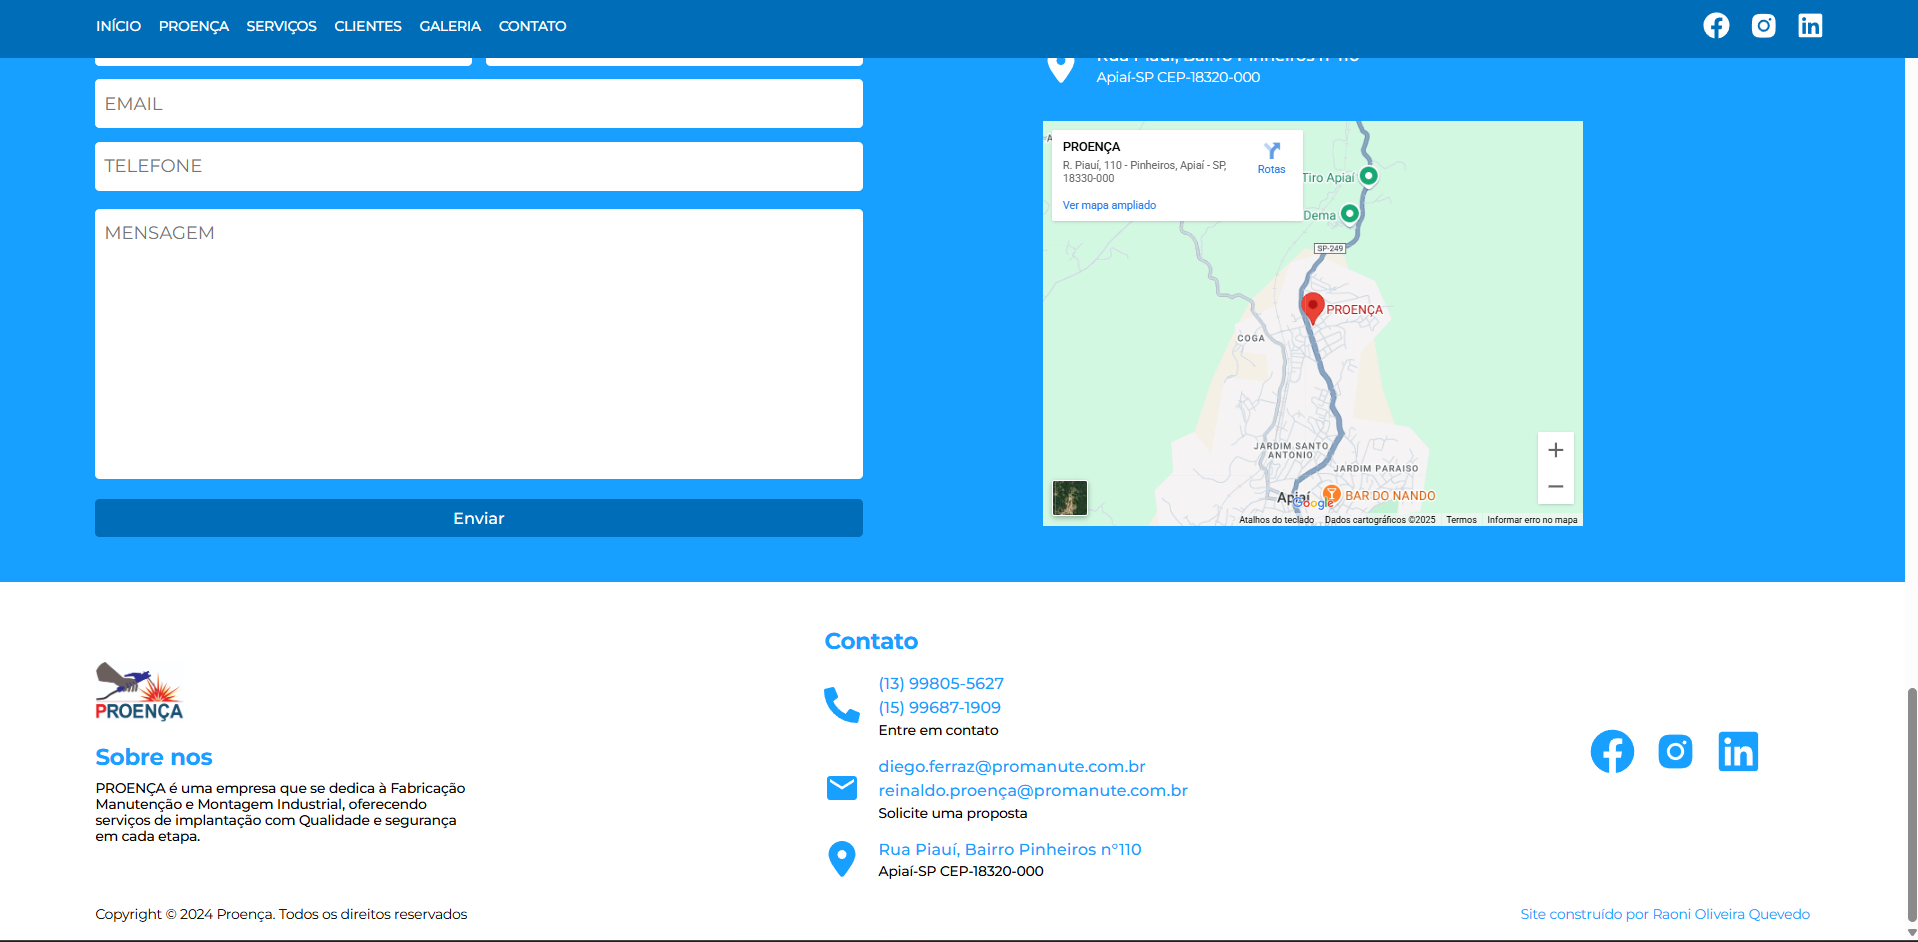 INÍCIO PROENÇA SERVIÇOS CLIENTES GALERIA CONTATO
EMAIL
TELEFONE
MENSAGEM
Enviar
Rua Piauí, Bairro Pinheiros n°110
Apiaí-SP CEP-18320-000
PROENÇA
R. Piauí, 110 - Pinheiros, Apiaí - SP,
18330-000
Rotas
Ver mapa ampliado
Tiro Apiaí
Dema
SP-249
PROENÇA
COGA
JARDIM SANTO
ANTONIO
JARDIM PARAISO
Apiaí
BAR DO NANDO
Google
Atalhos do teclado Dados cartográficos ©2025 Termos Informar erro no mapa
PROENÇA
Sobre nos
PROENÇA é uma empresa que se dedica à Fabricação
Manutenção e Montagem Industrial, oferecendo
serviços de implantação com Qualidade e segurança
em cada etapa.
Contato
(13) 99805-5627
(15) 99687-1909
Entre em contato
diego.ferraz@promanute.com.br
reinaldo.proença@promanute.com.br
Solicite uma proposta
Rua Piauí, Bairro Pinheiros n°110
Apiaí-SP CEP-18320-000
in
Copyright © 2024 Proença. Todos os direitos reservados
Site construído por Raoni Oliveira Quevedo